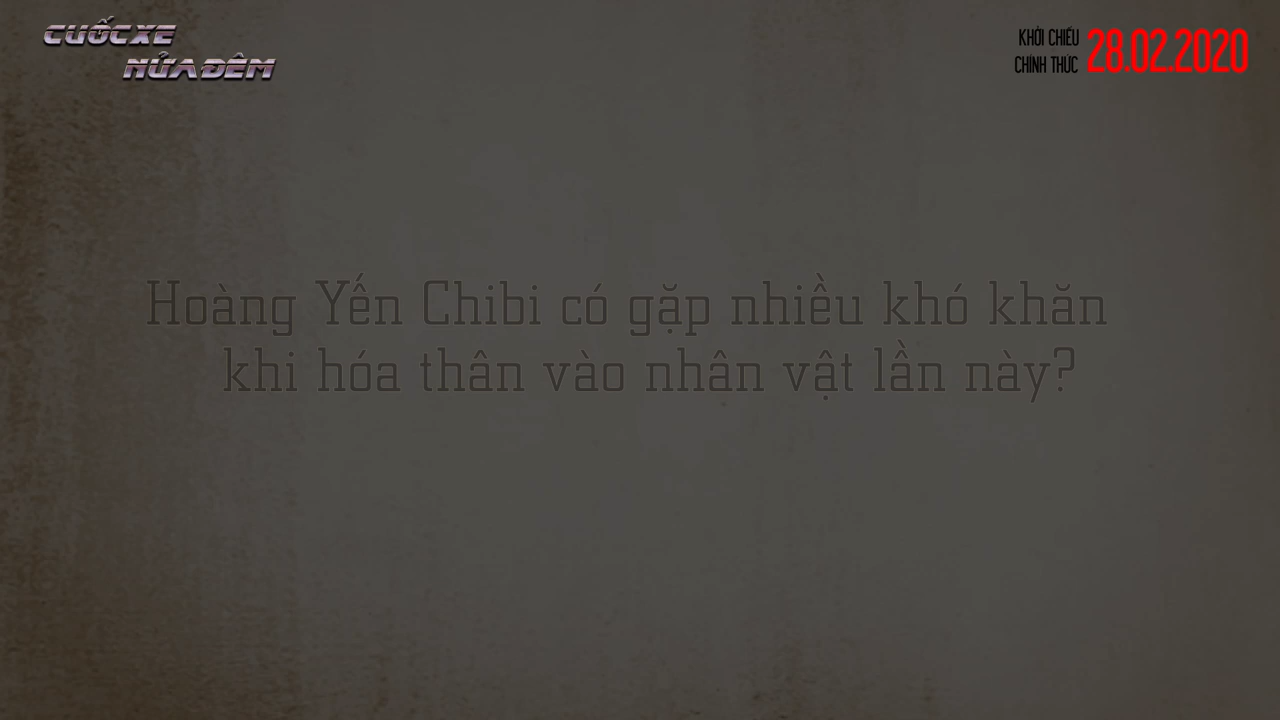 CUỐC XE
NỬA ĐÊM
KHỞI CHIẾU
CHÍNH THỨC
28.02.2020
Hoàng Yến Chibi có gặp nhiều khó khăn
khi hóa thân vào nhân vật lần này?